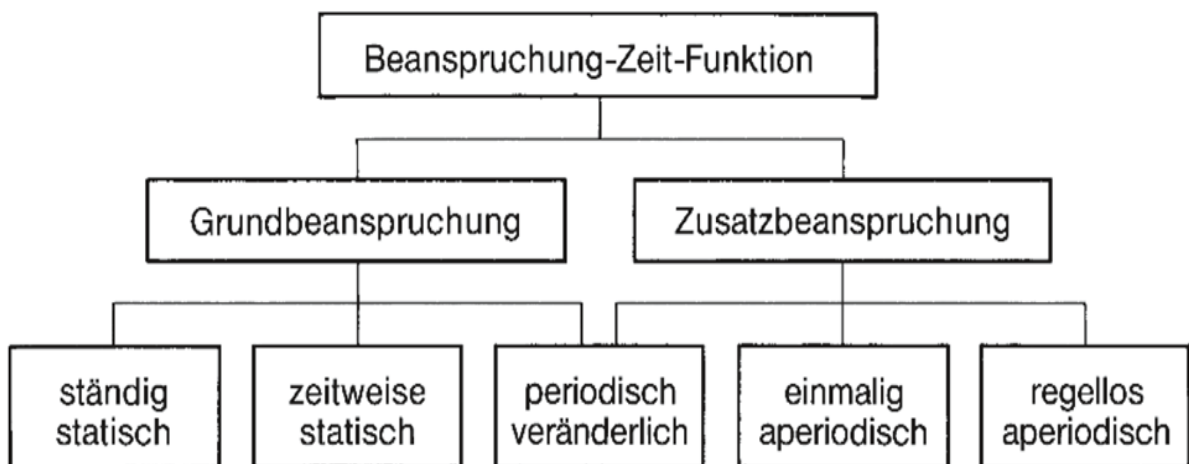 Beanspruchung-Zeit-Funktion
Grundbeanspruchung
Zusatzbeanspruchung
ständig
statisch
zeitweise
statisch
periodisch
veränderlich
einmalig
aperiodisch
regellos
aperiodisch